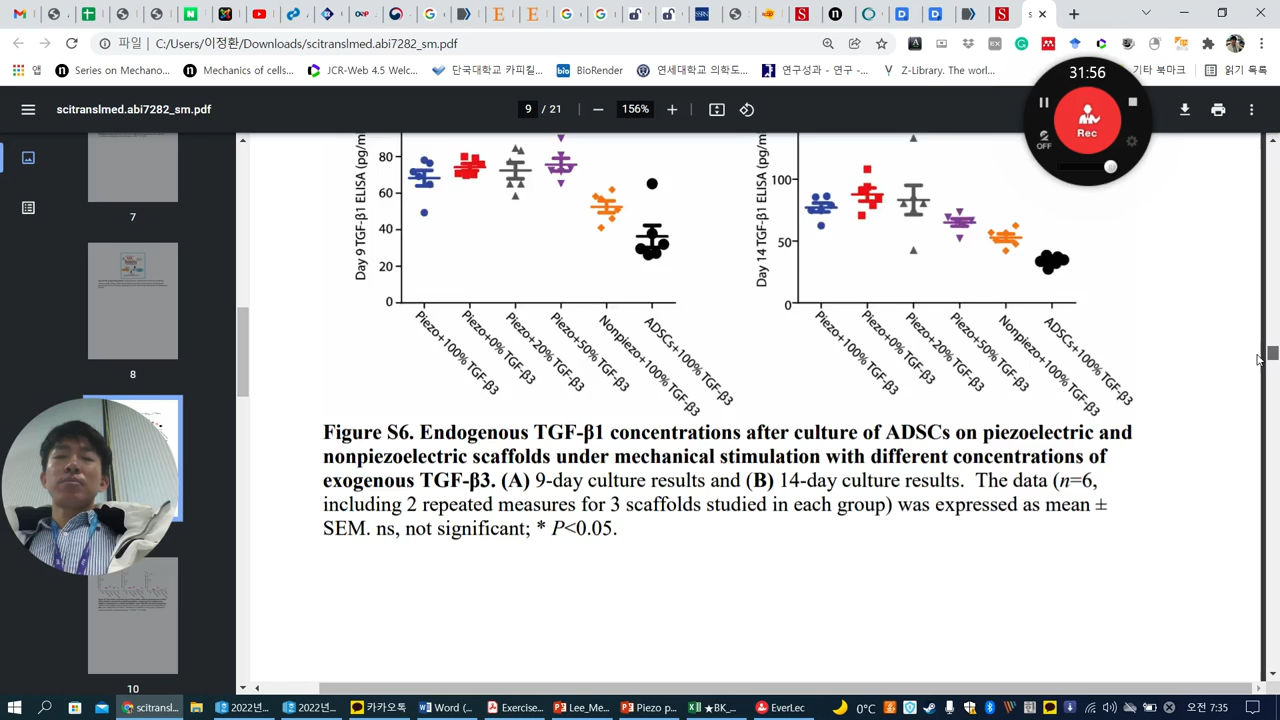 31:56
파일
C:/Users/이정환/Downloads/scitranslmed.abi7282_sm.pdf
앱
Series on Mechano...
Mechanics of cells...
JCR-Web4-Welc...
단국대학교 카피킬...
BioRender
연세대학교 의학도...
연구성과 - 연구 -...
Z-Library. The worl...
기타 북마크
읽기 목록
scitranslmed.abi7282_sm.pdf
9 / 21
156%
Rec
OFF
7
8
10
Day 9 TGF-β1 ELISA (pg/m
80
60
40
20
0
Piezo+100% TGF-β3
Piezo+0% TGF-β3
Piezo+20% TGF-β3
Piezo+50% TGF-β3
Nonpiezo+100% TGF-β3
ADSCs+100% TGF-β3
Day 14 TGF-β1 ELISA (pg/m
100
50
0
Piezo+100% TGF-β3
Piezo+0% TGF-β3
Piezo+20% TGF-β3
Piezo+50% TGF-β3
Nonpiezo+100% TGF-β3
ADSCs+100% TGF-β3
Figure S6. Endogenous TGF-β1 concentrations after culture of ADSCs on piezoelectric and
nonpiezoelectric scaffolds under mechanical stimulation with different concentrations of
exogenous TGF-β3. (A) 9-day culture results and (B) 14-day culture results. The data (n=6,
including 2 repeated measures for 3 scaffolds studied in each group) was expressed as mean ±
SEM. ns, not significant; * P<0.05.
scitransl...
2022년...
2022년...
카카오톡
Word (...
Exercise...
Lee_Me...
Piezo p...
★BK_...
EverLec
0°C
오전 7:35